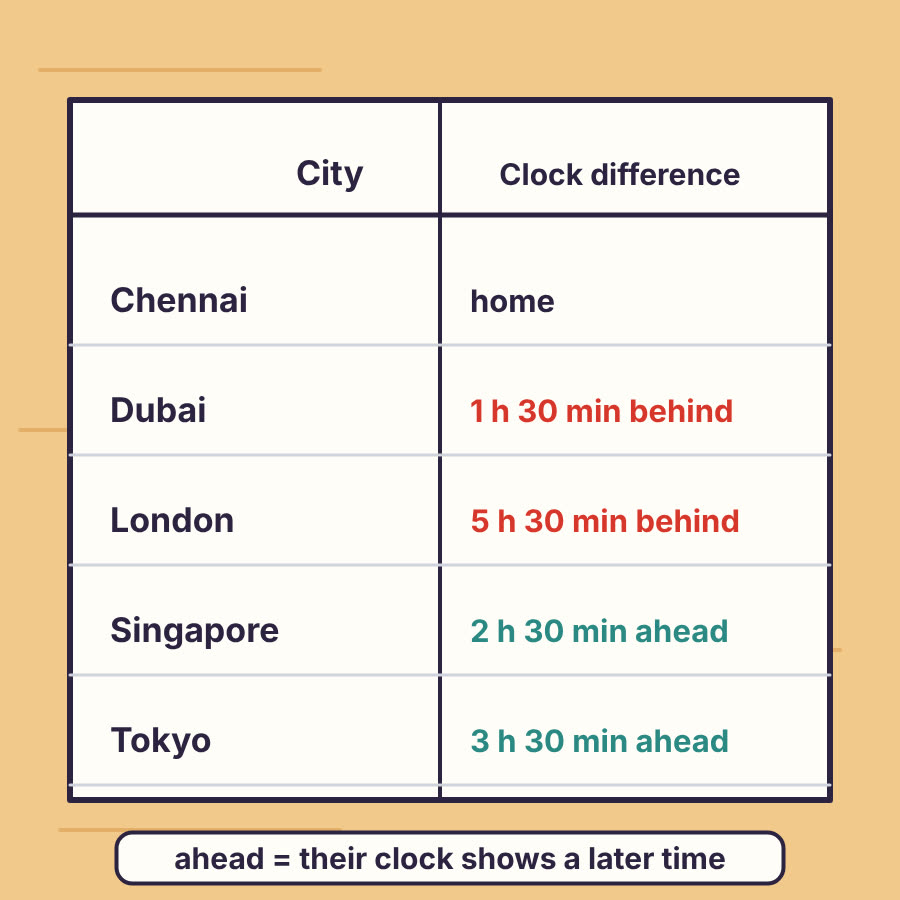 City Clock difference
Chennai home
Dubai 1 h 30 min behind
London 5 h 30 min behind
Singapore 2 h 30 min ahead
Tokyo 3 h 30 min ahead
ahead = their clock shows a later time